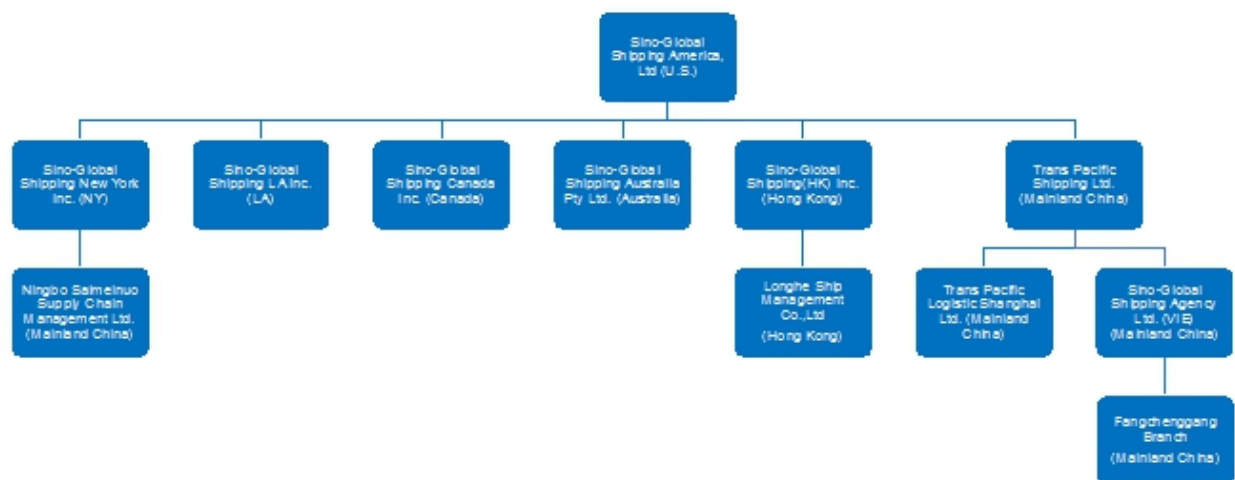 Sino-Global
Shipping America,
Ltd (U.S.)
Sino-Global
Shipping New York
Inc. (NY)
Sino-Global
Shipping LA Inc.
(LA)
Sino-Global
Shipping Canada
Inc. (Canada)
Sino-Global
Shipping Australia
Pty Ltd. (Australia)
Sino-Global
Shipping(HK) Inc.
(Hong Kong)
Trans Pacific
Shipping Ltd.
(Mainland China)
Ningbo Saimeinuo
Supply Chain
Management Ltd.
(Mainland China)
Longhe Ship
Management
Co.,Ltd
(Hong Kong)
Trans Pacific
Logistic Shanghai
Ltd. (Mainland
China)
Sino-Global
Shipping Agency
Ltd. (VIE)
(Mainland China)
Fangchenggang
Branch
(Mainland China)